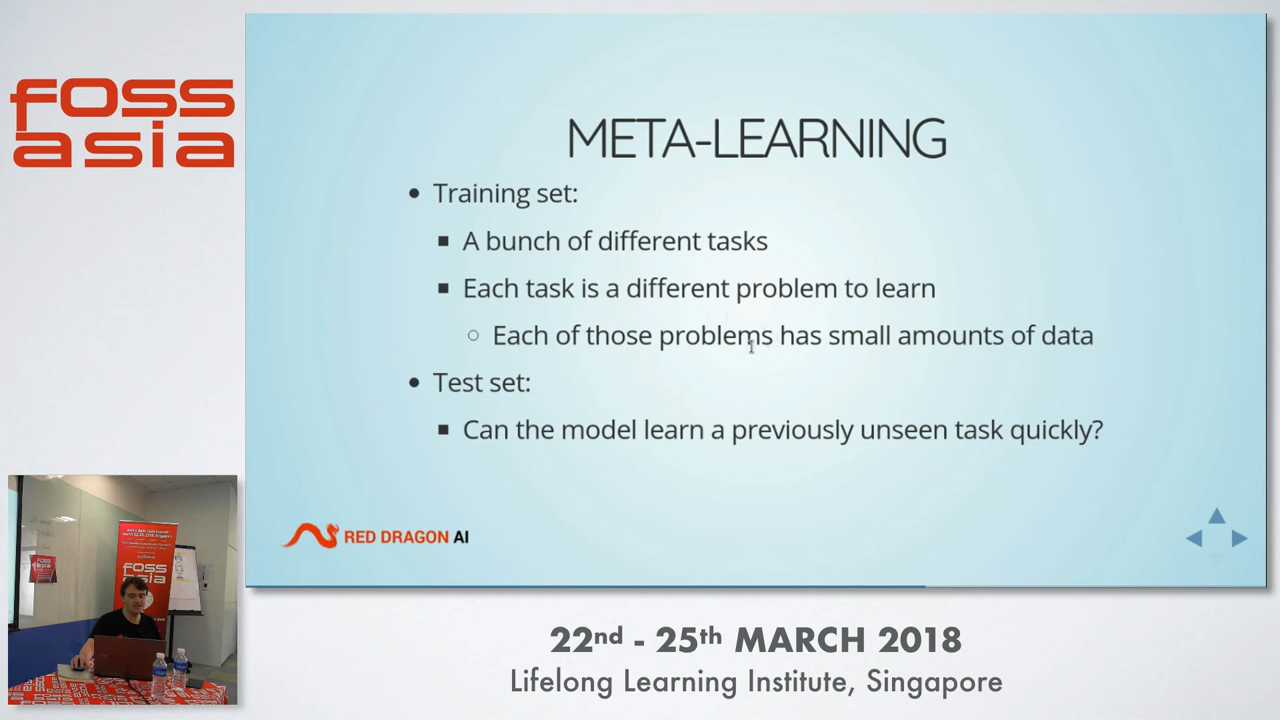 foss
asia
META-LEARNING
Training set:
A bunch of different tasks
Each task is a different problem to learn
Each of those problems has small amounts of data
Test set:
Can the model learn a previously unseen task quickly?
RED DRAGON AI
foss
asia
22nd - 25th MARCH 2018
Lifelong Learning Institute, Singapore